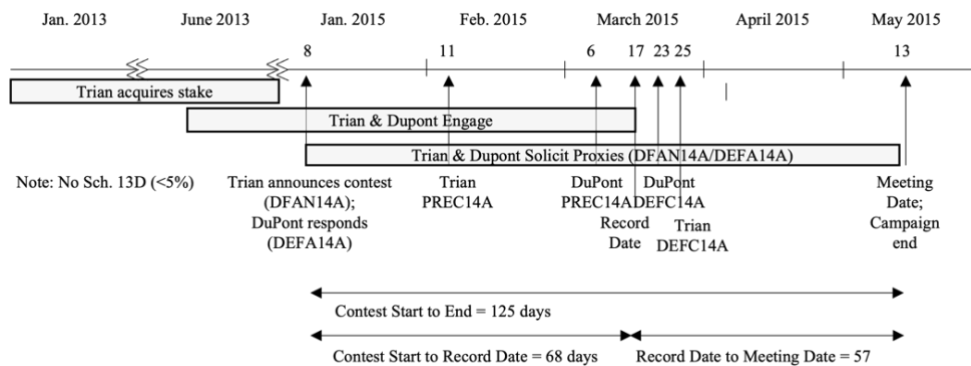 Jan. 2013 June 2013 Jan. 2015 Feb. 2015 March 2015 April 2015 May 2015
8 11 6 17 23 25 13
Trian acquires stake
Trian & Dupont Engage
Trian & Dupont Solicit Proxies (DFAN14A/DEFA14A)
Note: No Sch. 13D (<5%)
Trian announces contest
(DFAN14A);
DuPont responds
(DEFA14A)
Trian
PREC14A
DuPont
PREC14A
Record
Date
DuPont
DEFC14A
Trian
DEFC14A
Meeting
Date;
Campaign
end
Contest Start to End = 125 days
Contest Start to Record Date = 68 days
Record Date to Meeting Date = 57